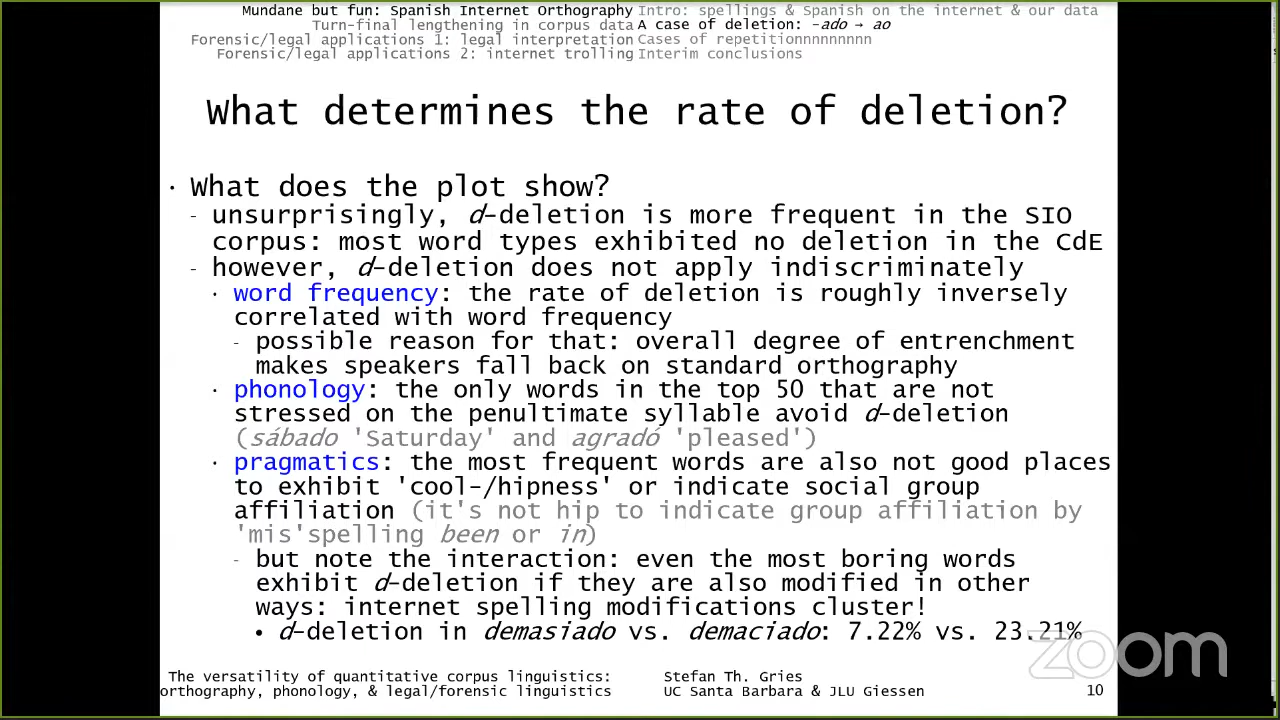 Mundane but fun: Spanish Internet Orthography Intro: spellings & Spanish on the internet & our data
Turn-final lengthening in corpus data A case of deletion: -ado → ao
Forensic/legal applications 1: legal interpretation Cases of repetitionnnnnnnnn
Forensic/legal applications 2: internet trolling Interim conclusions
What determines the rate of deletion?
· What does the plot show?
- unsurprisingly, d-deletion is more frequent in the SIO
corpus: most word types exhibited no deletion in the CdE
- however, d-deletion does not apply indiscriminately
· word frequency: the rate of deletion is roughly inversely
correlated with word frequency
- possible reason for that: overall degree of entrenchment
makes speakers fall back on standard orthography
· phonology: the only words in the top 50 that are not
stressed on the penultimate syllable avoid d-deletion
(sábado 'Saturday' and agradó 'pleased')
· pragmatics: the most frequent words are also not good places
to exhibit 'cool-/hipness' or indicate social group
affiliation (it's not hip to indicate group affiliation by
'mis'spelling been or in)
- but note the interaction: even the most boring words
exhibit d-deletion if they are also modified in other
ways: internet spelling modifications cluster!
• d-deletion in demasiado vs. demaciado: 7.22% vs. 23.21%
zoom
The versatility of quantitative corpus linguistics: Stefan Th. Gries
orthography, phonology, & legal/forensic linguistics UC Santa Barbara & JLU Giessen 10